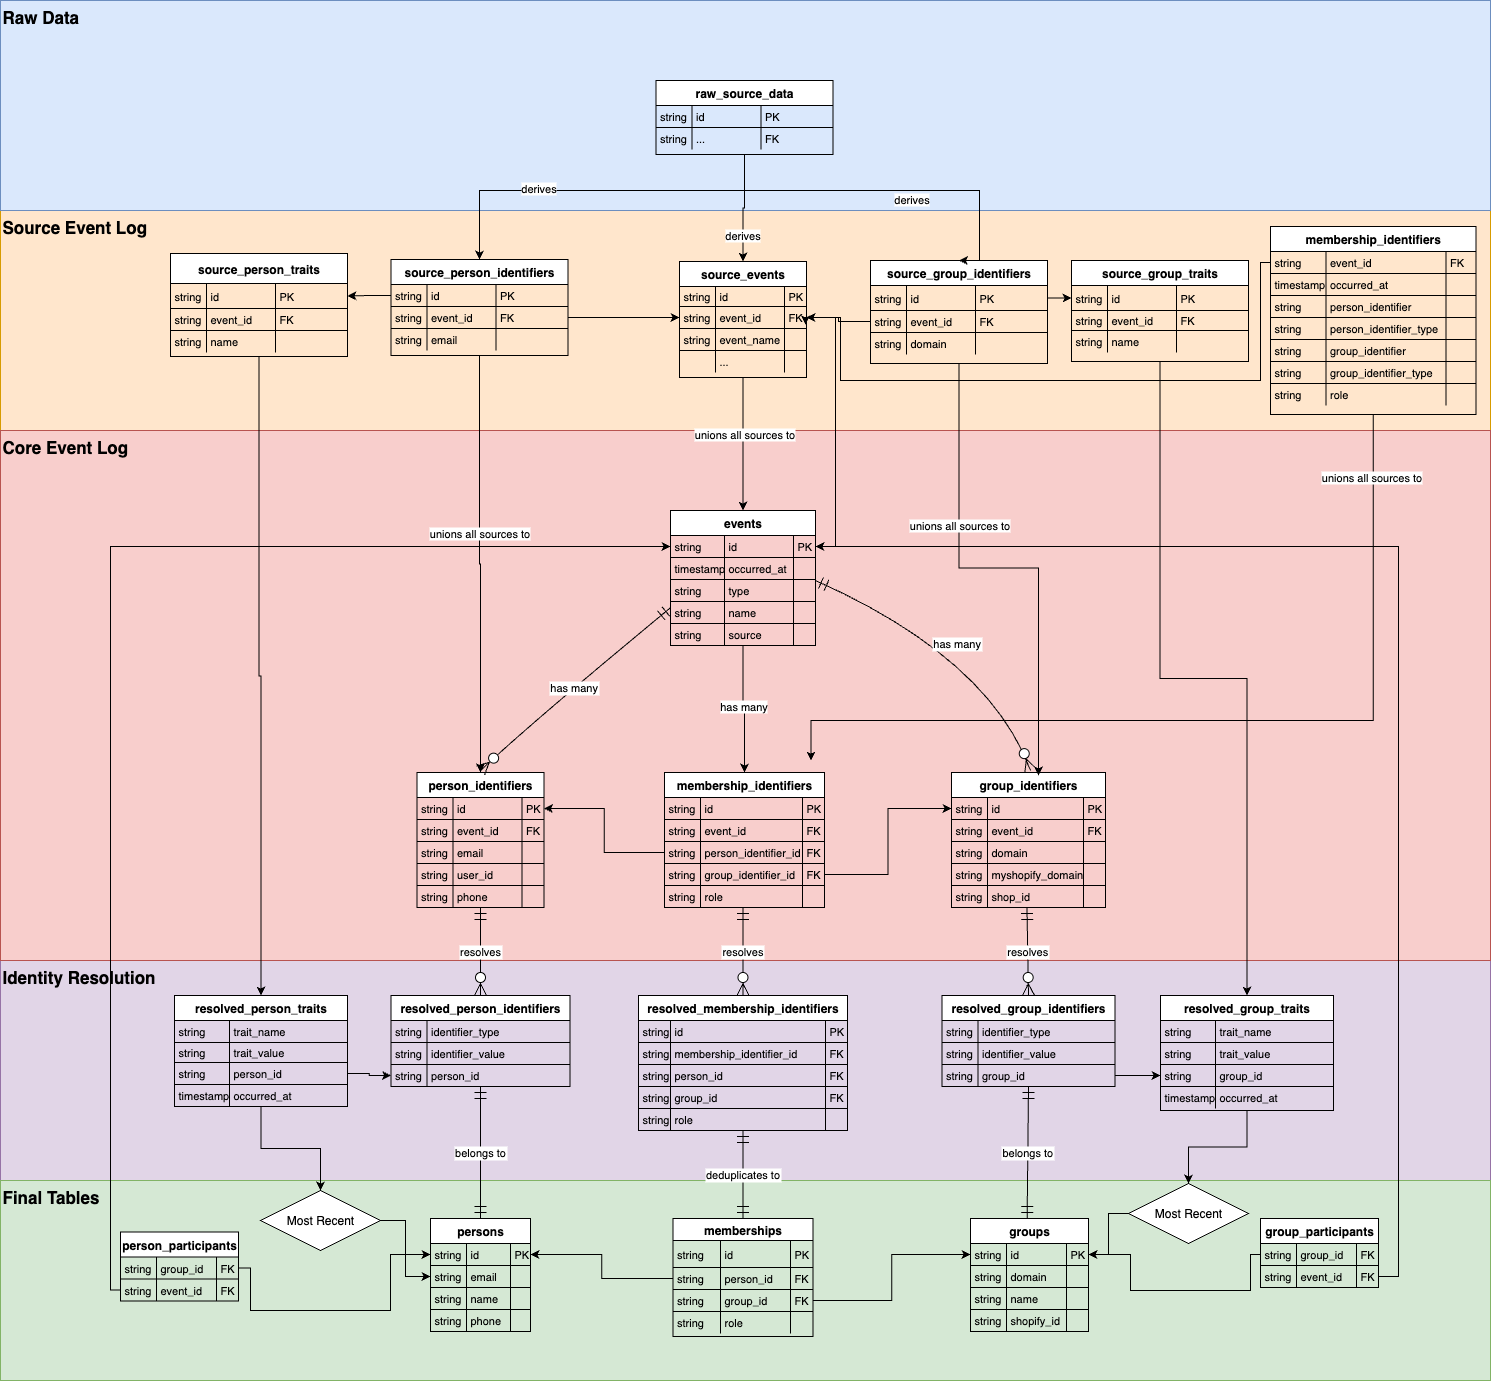 Raw Data
raw_source_data
string id PK
string ... FK
derives
derives
derives
Source Event Log
source_person_traits
string id PK
string event_id FK
string name
source_person_identifiers
string id PK
string event_id FK
string email
source_events
string id PK
string event_id FK
string event_name
...
source_group_identifiers
string id PK
string event_id FK
string domain
source_group_traits
string id PK
string event_id FK
string name
membership_identifiers
string event_id FK
timestamp occurred_at
string person_identifier
string person_identifier_type
string group_identifier
string group_identifier_type
string role
Core Event Log
unions all sources to
unions all sources to
unions all sources to
unions all sources to
events
string id PK
timestamp occurred_at
string type
string name
string source
has many
has many
has many
person_identifiers
string id PK
string event_id FK
string email
string user_id
string phone
membership_identifiers
string id PK
string event_id FK
string person_identifier_id FK
string group_identifier_id FK
string role
group_identifiers
string id PK
string event_id FK
string domain
string myshopify_domain
string shop_id
resolves
resolves
resolves
Identity Resolution
resolved_person_traits
string trait_name
string trait_value
string person_id
timestamp occurred_at
resolved_person_identifiers
string identifier_type
string identifier_value
string person_id
resolved_membership_identifiers
string id PK
string membership_identifier_id FK
string person_id FK
string group_id FK
string role
resolved_group_identifiers
string identifier_type
string identifier_value
string group_id
resolved_group_traits
string trait_name
string trait_value
string group_id
timestamp occurred_at
belongs to
deduplicates to
belongs to
Final Tables
person_participants
string group_id FK
string event_id FK
Most Recent
persons
string id PK
string email
string name
string phone
memberships
string id PK
string person_id FK
string group_id FK
string role
groups
string id PK
string domain
string name
string shopify_id
Most Recent
group_participants
string group_id FK
string event_id FK